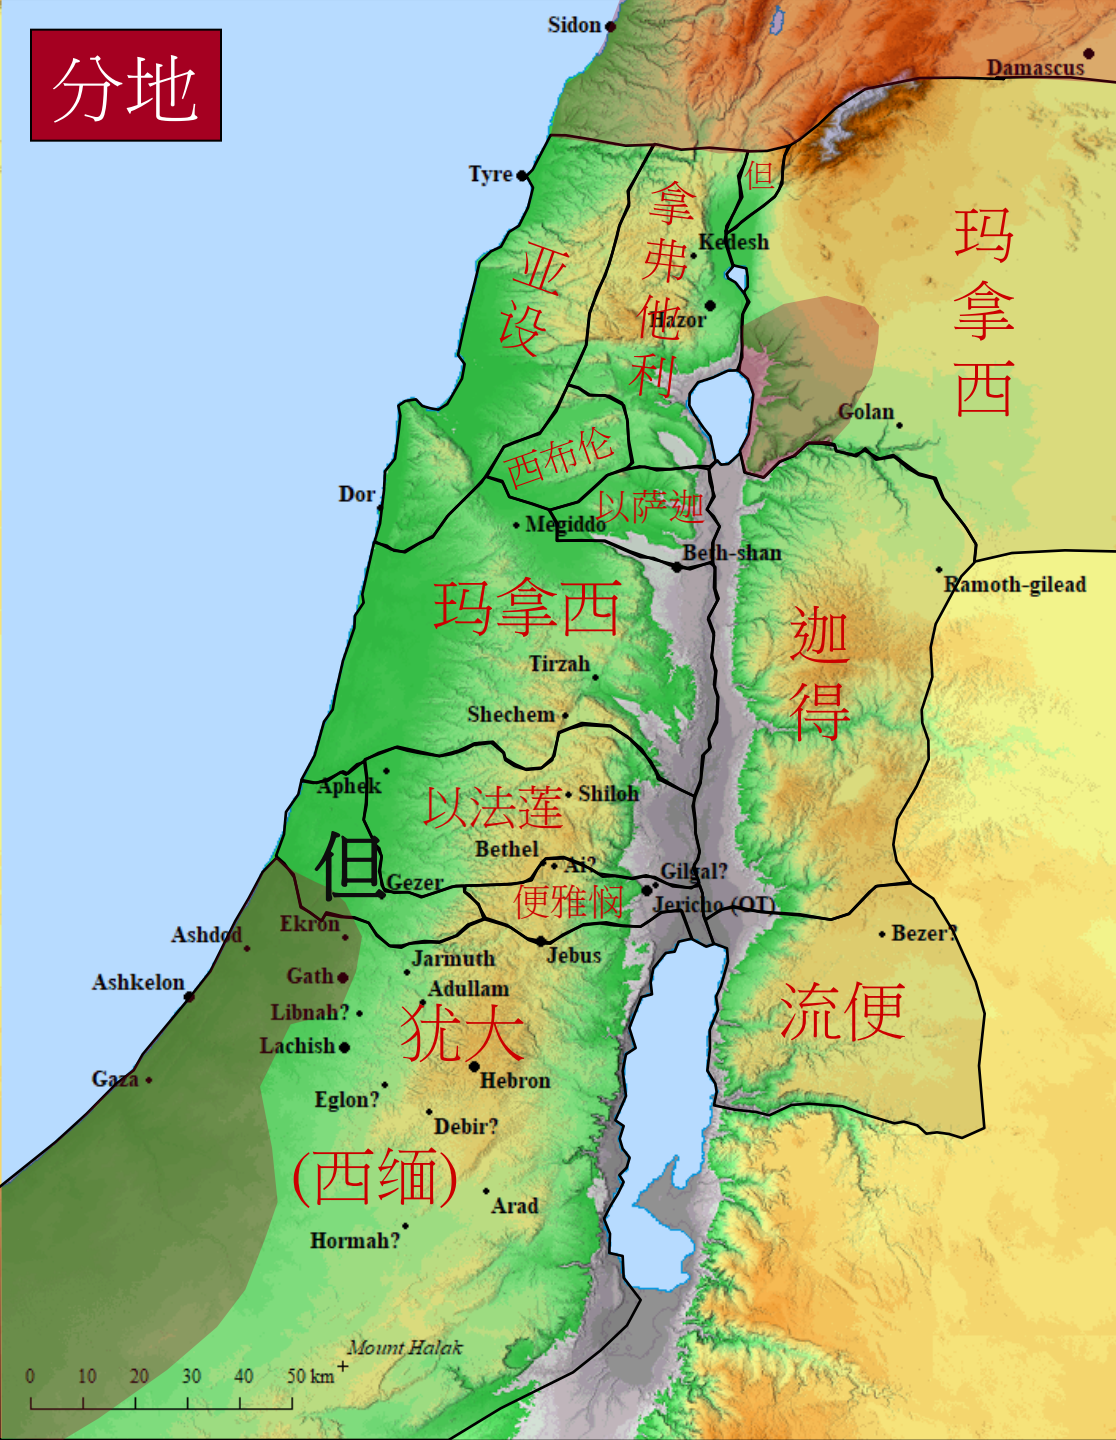 分地
Sidon
Damascus
Tyre
但
拿弗他利
Kedesh
玛拿西
亚设
Hazor
Golan
西布伦
Dor
以萨迦
Megiddo
Beth-shan
Ramoth-gilead
玛拿西
迦得
Tirzah
Shechem
Aphek
以法莲
Shiloh
但
Bethel
Ai?
Gilgal?
Gezer
便雅悯
Jericho (OT)
Ekron
Ashdod
Jebus
Bezer?
Jarmuth
Gath
Ashkelon
Adullam
Libnah?
犹大
流便
Lachish
Gaza
Hebron
Eglon?
Debir?
(西缅)
Arad
Hormah?
Mount Halak
0 10 20 30 40 50 km